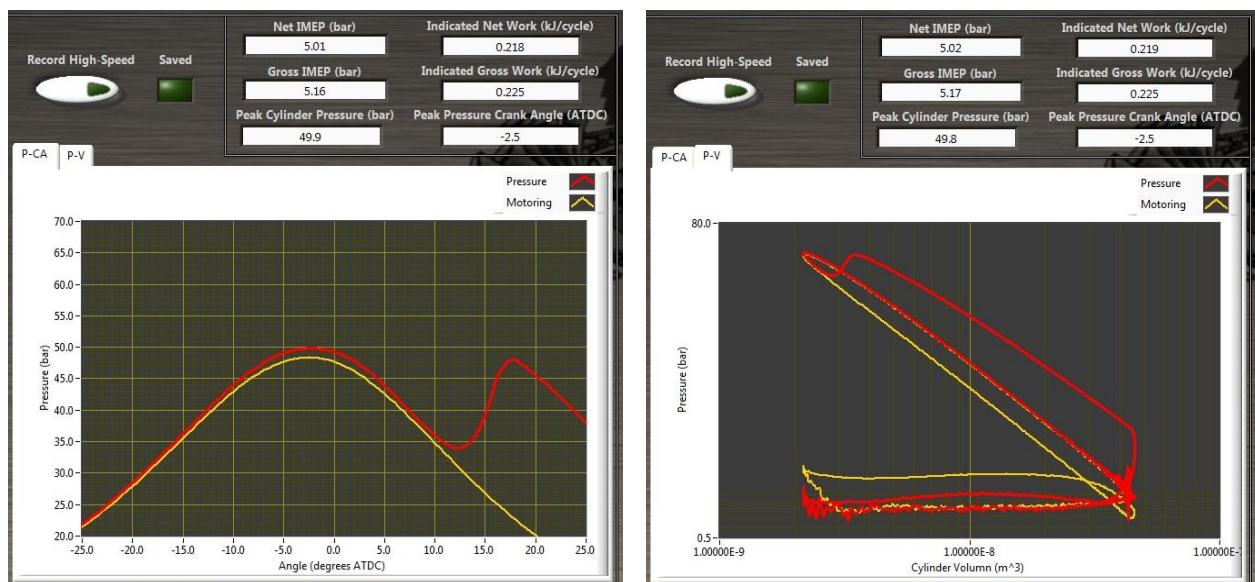 Net IMEP (bar) Indicated Net Work (kJ/cycle)
5.01 0.218
Record High-Speed Saved
Gross IMEP (bar) Indicated Gross Work (kJ/cycle)
5.16 0.225
Peak Cylinder Pressure (bar) Peak Pressure Crank Angle (ATDC)
49.9 -2.5
P-CA P-V
Pressure
Motoring
70.0
65.0
60.0
55.0
50.0
45.0
40.0
35.0
30.0
25.0
20.0
Pressure (bar)
-25.0 -20.0 -15.0 -10.0 -5.0 0.0 5.0 10.0 15.0 20.0 25.0
Angle (degrees ATDC)
Net IMEP (bar) Indicated Net Work (kJ/cycle)
5.02 0.219
Record High-Speed Saved
Gross IMEP (bar) Indicated Gross Work (kJ/cycle)
5.17 0.225
Peak Cylinder Pressure (bar) Peak Pressure Crank Angle (ATDC)
49.8 -2.5
P-CA P-V
Pressure
Motoring
80.0
Pressure (bar)
0.5
1.00000E-9 1.00000E-8
Cylinder Volumn (m^3)